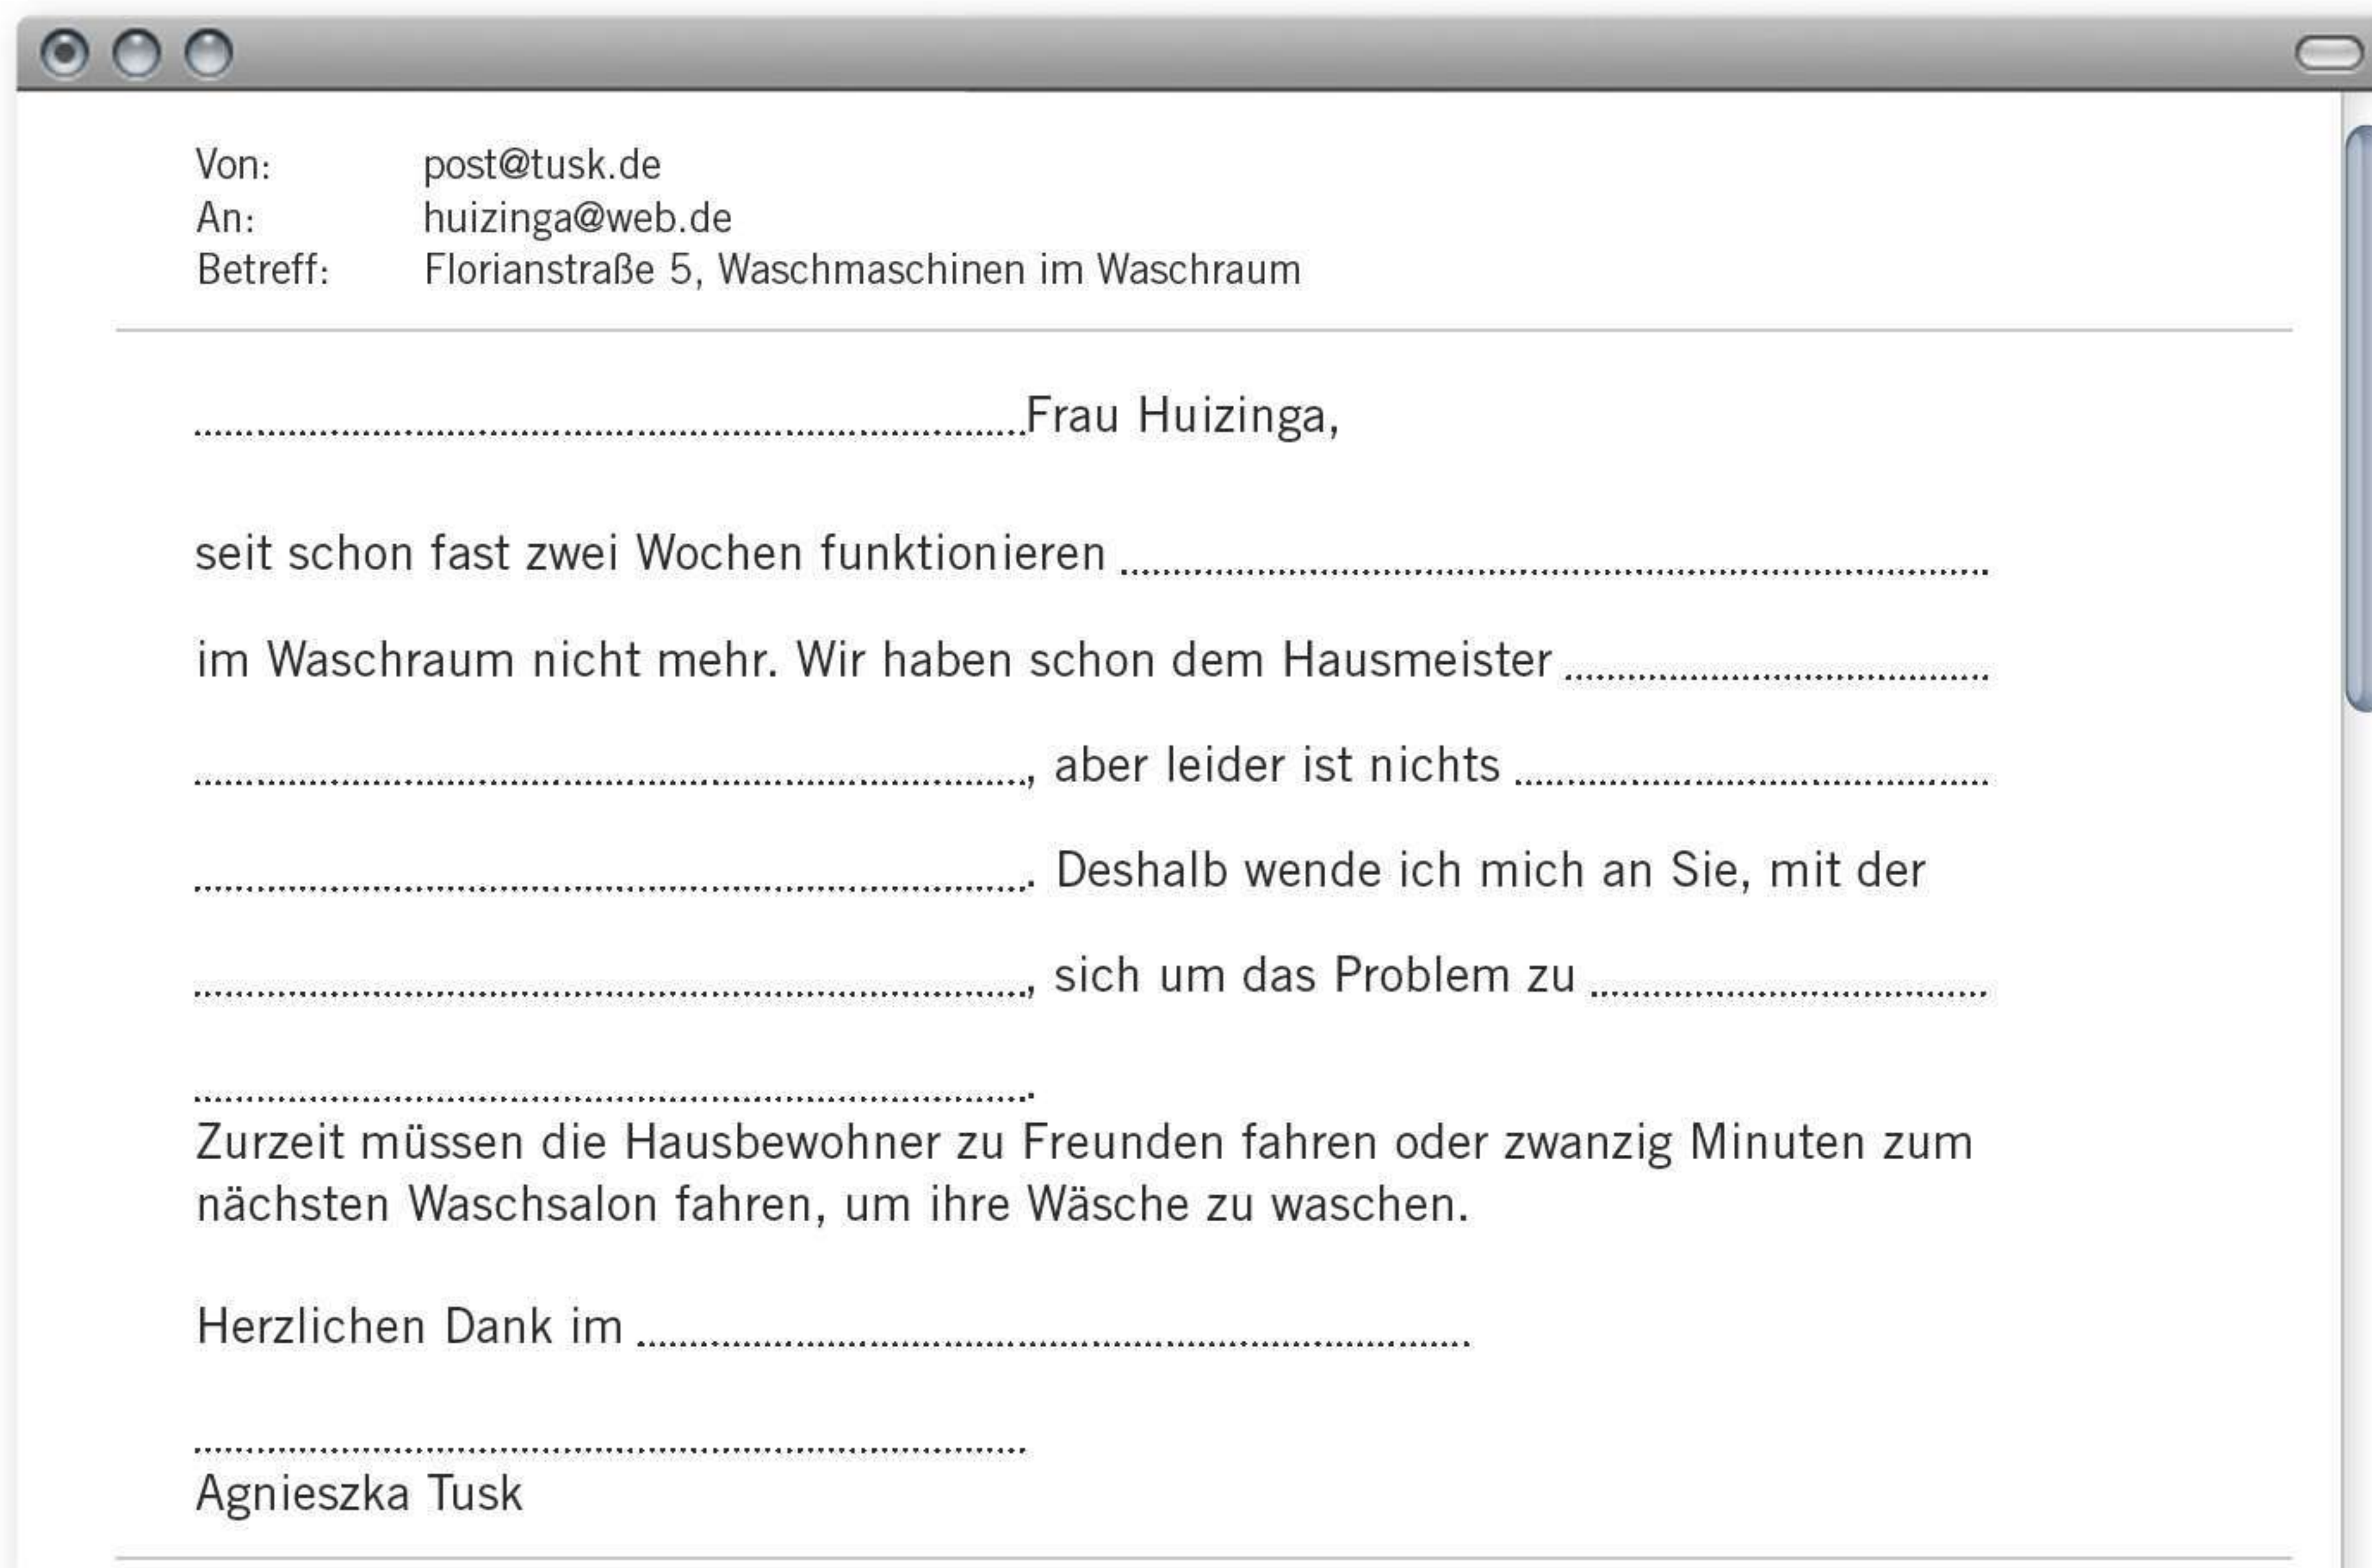 Von: post@tusk.de
An: huizinga@web.de
Betreff: Florianstraße 5, Waschmaschinen im Waschraum
........................................Frau Huizinga,
seit schon fast zwei Wochen funktionieren ........................................
im Waschraum nicht mehr. Wir haben schon dem Hausmeister ....................
........................................, aber leider ist nichts ......................
......................................... Deshalb wende ich mich an Sie, mit der
........................................, sich um das Problem zu ...................
.........................................
Zurzeit müssen die Hausbewohner zu Freunden fahren oder zwanzig Minuten zum
nächsten Waschsalon fahren, um ihre Wäsche zu waschen.
Herzlichen Dank im ........................................
........................................
Agnieszka Tusk